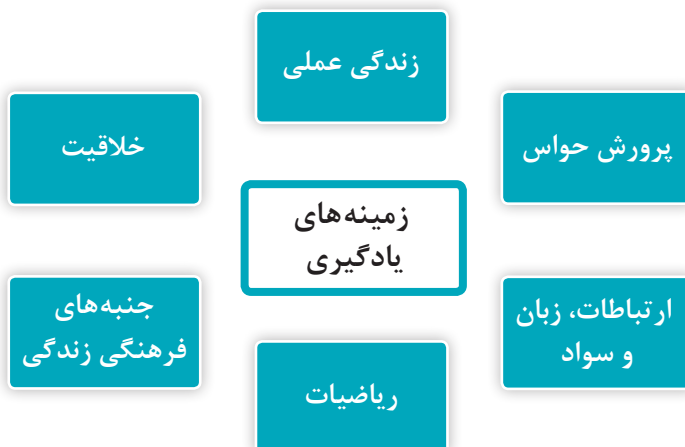 زندگی عملی
پرورش حواس
خلاقیت
زمینه‌های
یادگیری
ارتباطات، زبان
و سواد
جنبه‌های
فرهنگی زندگی
ریاضیات